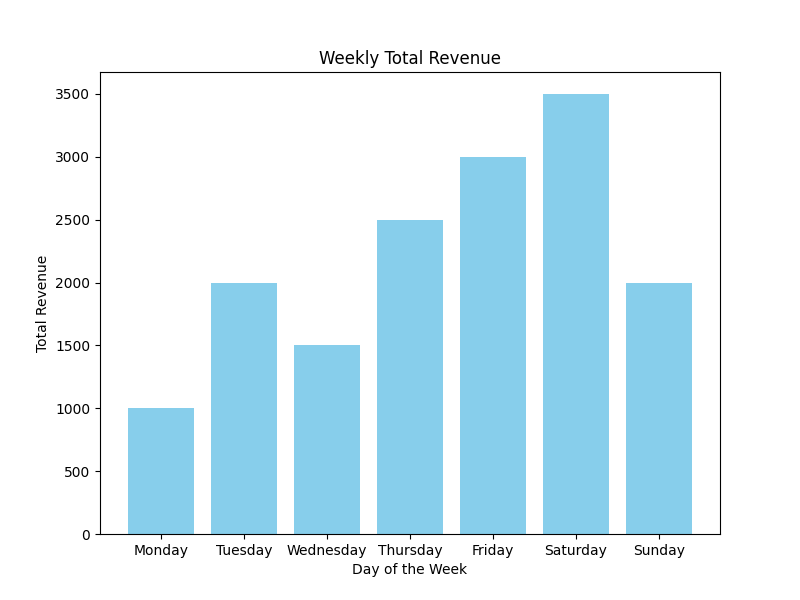 Weekly Total Revenue
3500
3000
2500
2000
1500
1000
500
0
Total Revenue
Monday Tuesday Wednesday Thursday Friday Saturday Sunday
Day of the Week